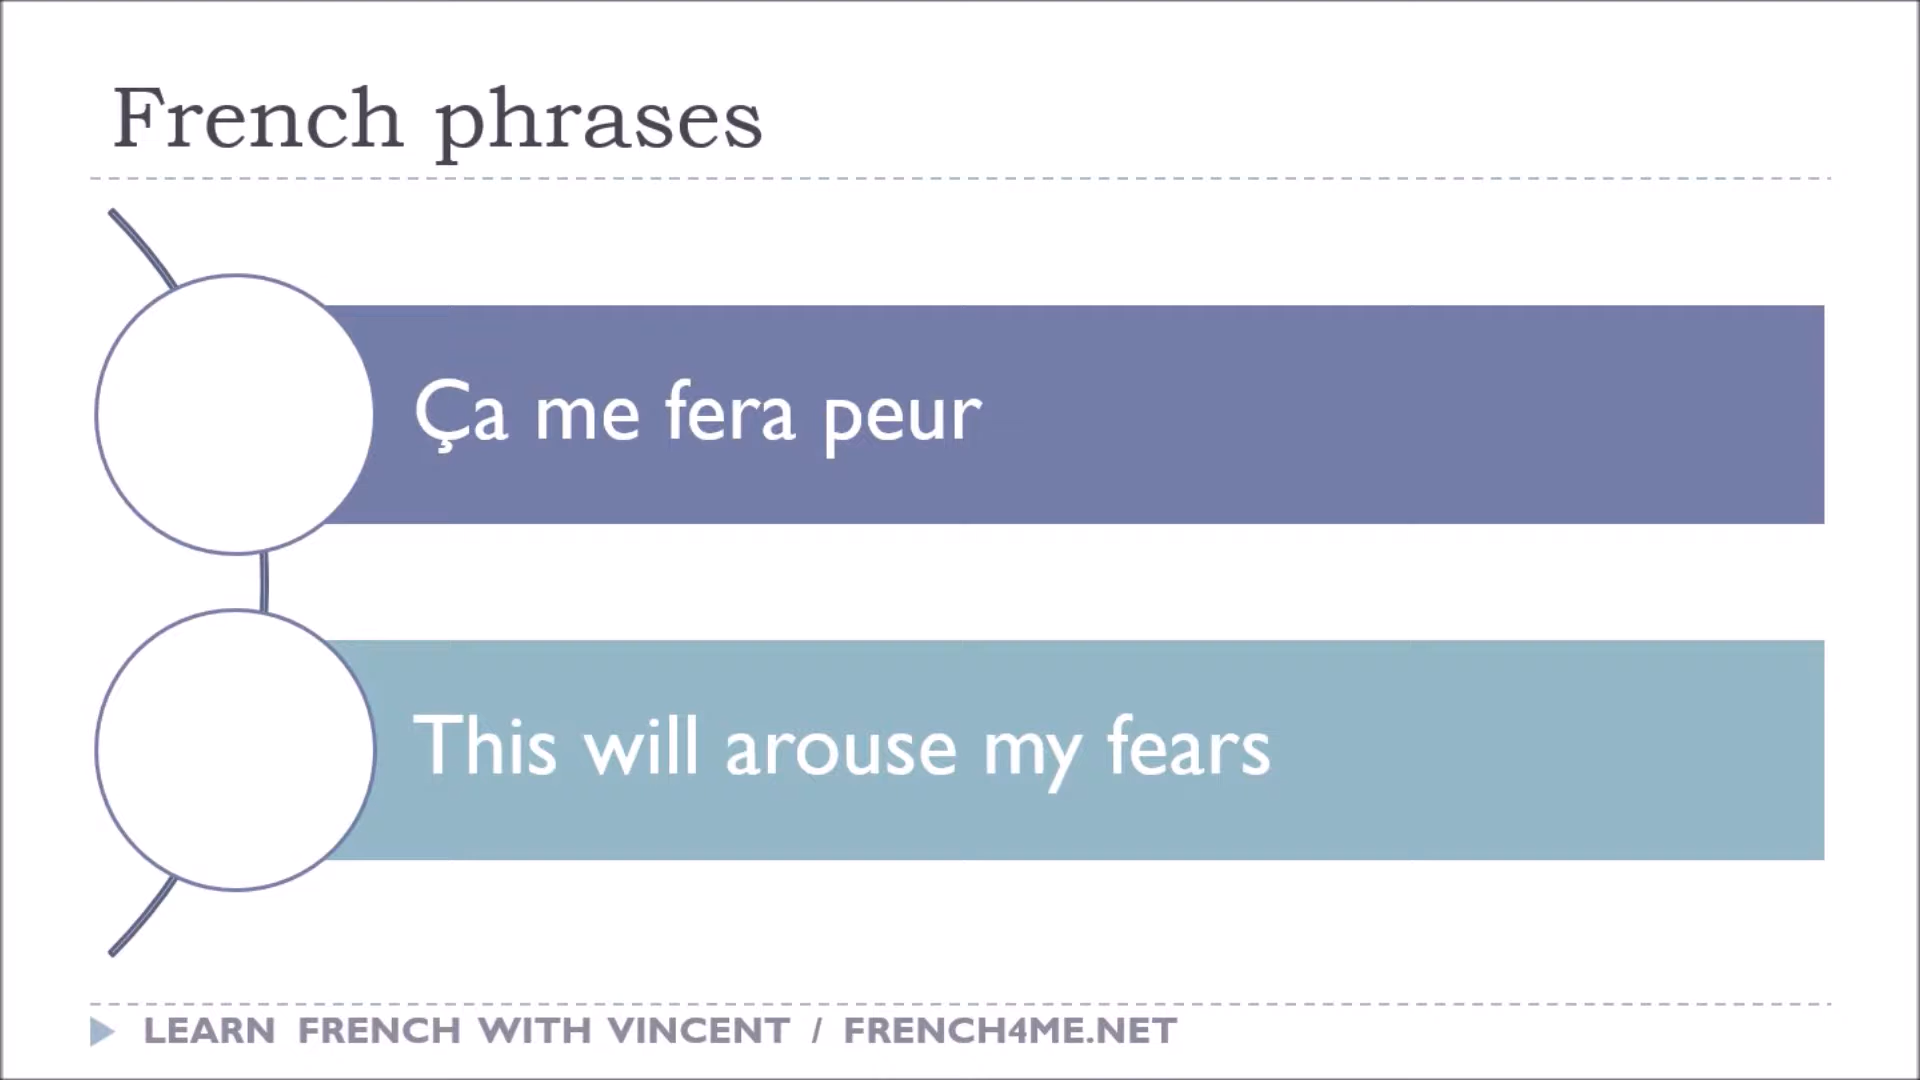 French phrases
Ça me fera peur
This will arouse my fears
LEARN FRENCH WITH VINCENT / FRENCH4ME.NET